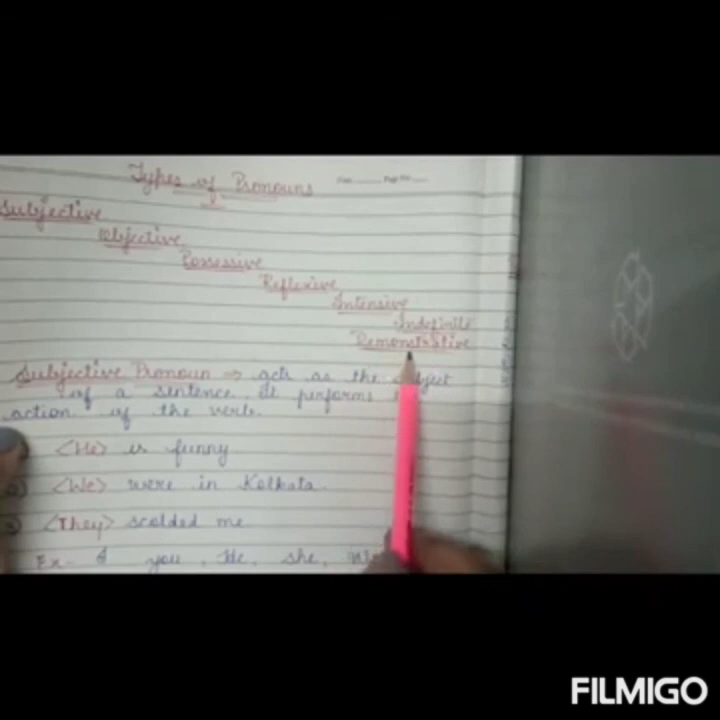 Types of Pronouns
Subjective
Objective
Possessive
Reflexive
Intensive
Indefinite
Demonstrative
Subjective Pronoun ⇒ acts as the subject
of a sentence. It performs
action of the verb.
<He> is funny
<We> were in Kolkata.
<They> scolded me
Ex- I you, He, she,
FILMIGO